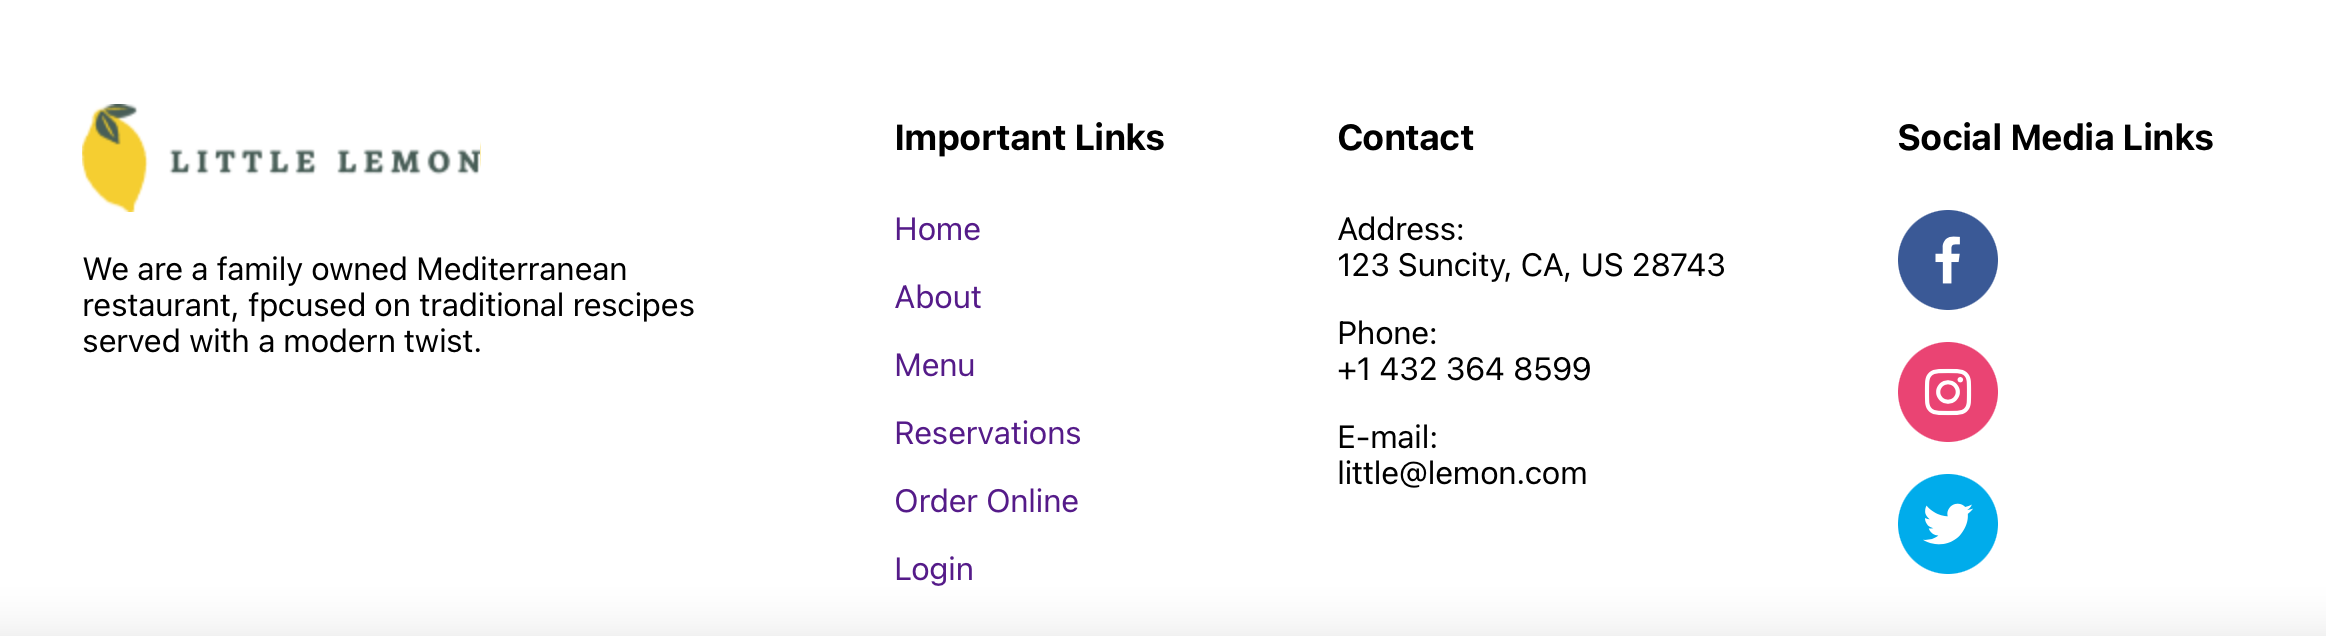 LITTLE LEMON
We are a family owned Mediterranean
restaurant, fpcused on traditional rescipes
served with a modern twist.
Important Links
Home
About
Menu
Reservations
Order Online
Login
Contact
Address:
123 Suncity, CA, US 28743
Phone:
+1 432 364 8599
E-mail:
little@lemon.com
Social Media Links